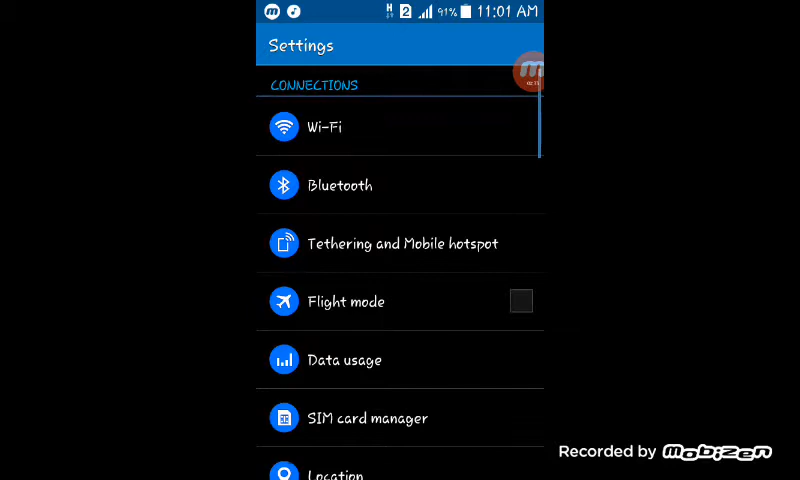 H 2 91% 11:01 AM
Settings
CONNECTIONS
Wi-Fi
Bluetooth
Tethering and Mobile hotspot
Flight mode
Data usage
SIM card manager
Location
Recorded by mobizen